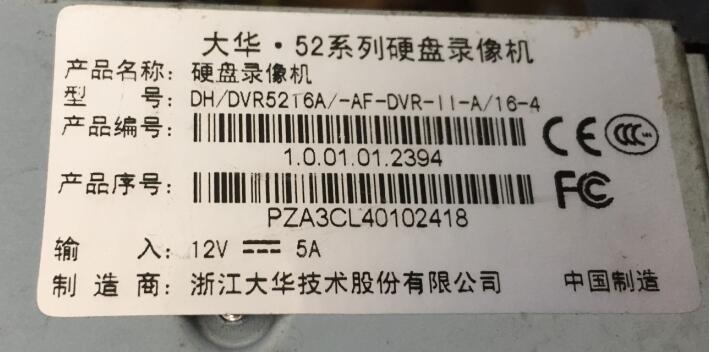 大华·52系列硬盘录像机
产品名称：硬盘录像机
型 号：DH/DVR5216A/-AF-DVR-II-A/16-4
产品编号：
1.0.01.01.2394
CE CCC
产品序号：
PZA3CL40102418
FC
输 入：12V 5A
制 造 商：浙江大华技术股份有限公司 中国制造